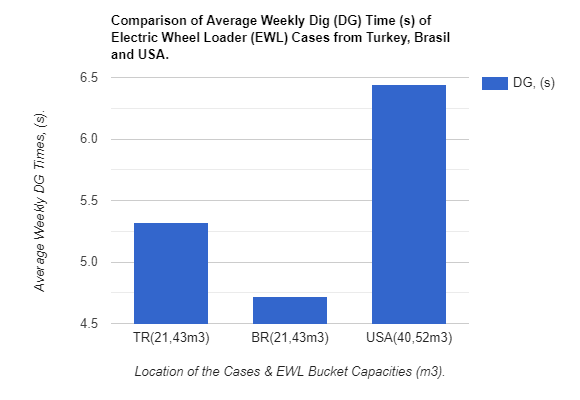 Comparison of Average Weekly Dig (DG) Time (s) of
Electric Wheel Loader (EWL) Cases from Turkey, Brasil
and USA.
6.5
DG, (s)
6.0
5.5
5.0
4.5
Average Weekly DG Times, (s).
TR(21,43m3)
BR(21,43m3)
USA(40,52m3)
Location of the Cases & EWL Bucket Capacities (m3).